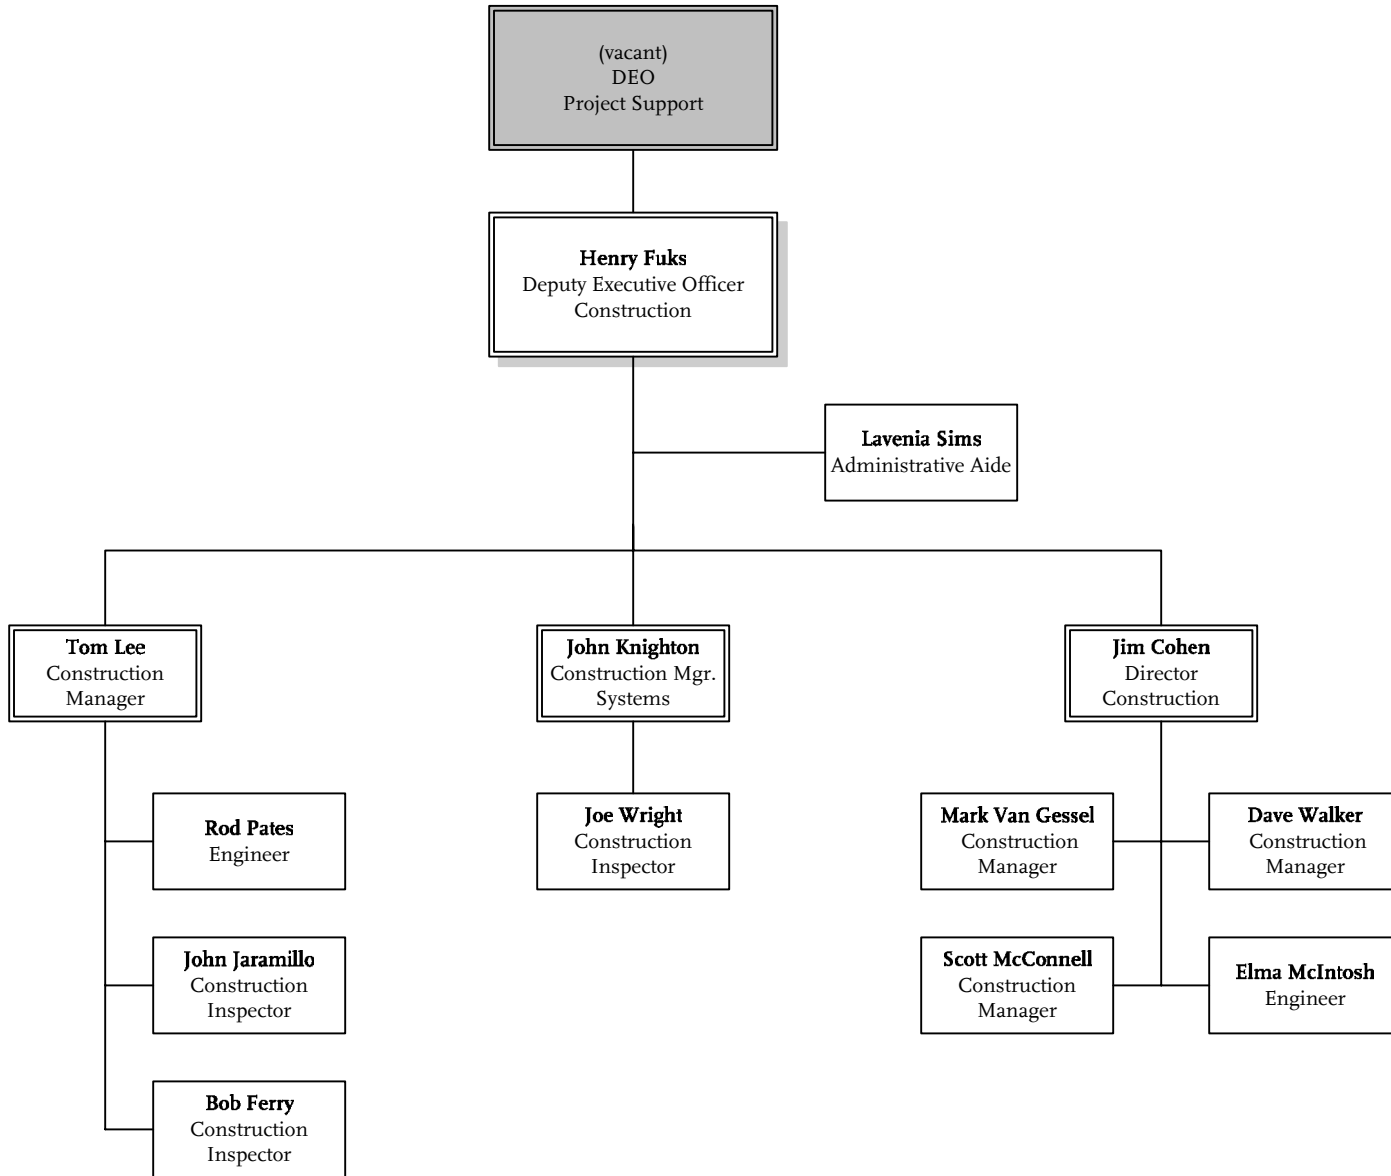 (vacant)
DEO
Project Support
Henry Fuks
Deputy Executive Officer
Construction
Lavenia Sims
Administrative Aide
Tom Lee
Construction
Manager
John Knighton
Construction Mgr.
Systems
Jim Cohen
Director
Construction
Rod Pates
Engineer
Joe Wright
Construction
Inspector
Mark Van Gessel
Construction
Manager
Dave Walker
Construction
Manager
John Jaramillo
Construction
Inspector
Scott McConnell
Construction
Manager
Elma McIntosh
Engineer
Bob Ferry
Construction
Inspector